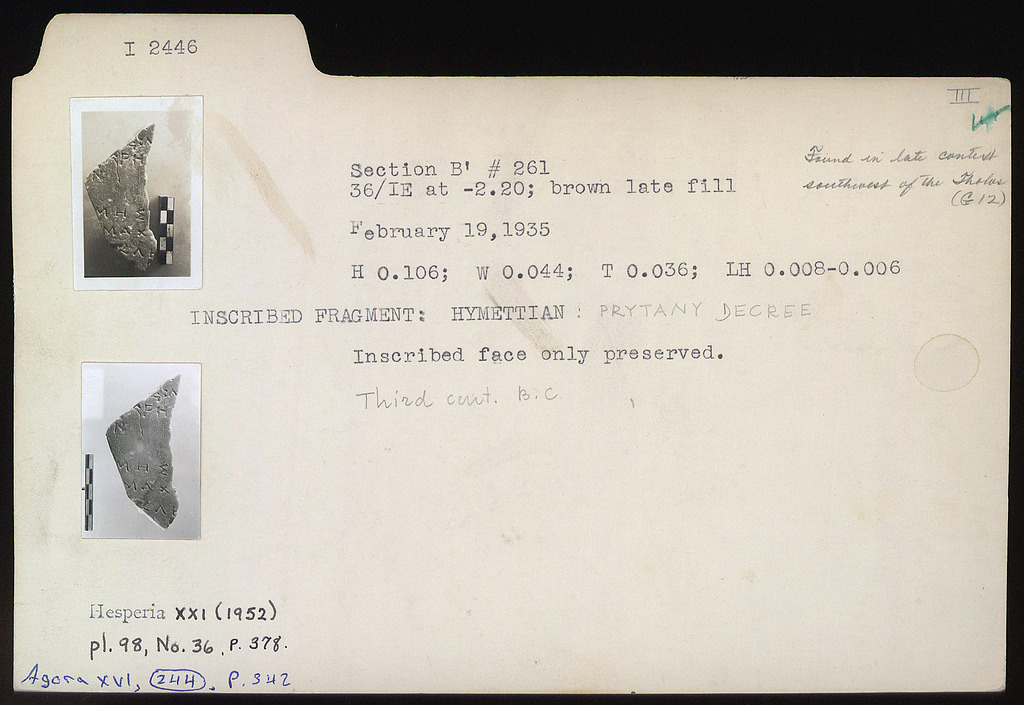 I 2446
III
Section B' # 261
36/IE at -2.20; brown late fill
Found in late context
southwest of the Tholos
(G 12)
February 19,1935
H 0.106;  W 0.044;  T 0.036;  LH 0.008-0.006
INSCRIBED FRAGMENT:  HYMETTIAN : PRYTANY DECREE
Inscribed face only preserved.
Third cent. B.C.
ΜΗΣ
ΜΑΧ
Hesperia XXI (1952)
pl. 98, No. 36, P. 378.
Agora XVI, 244, P. 342